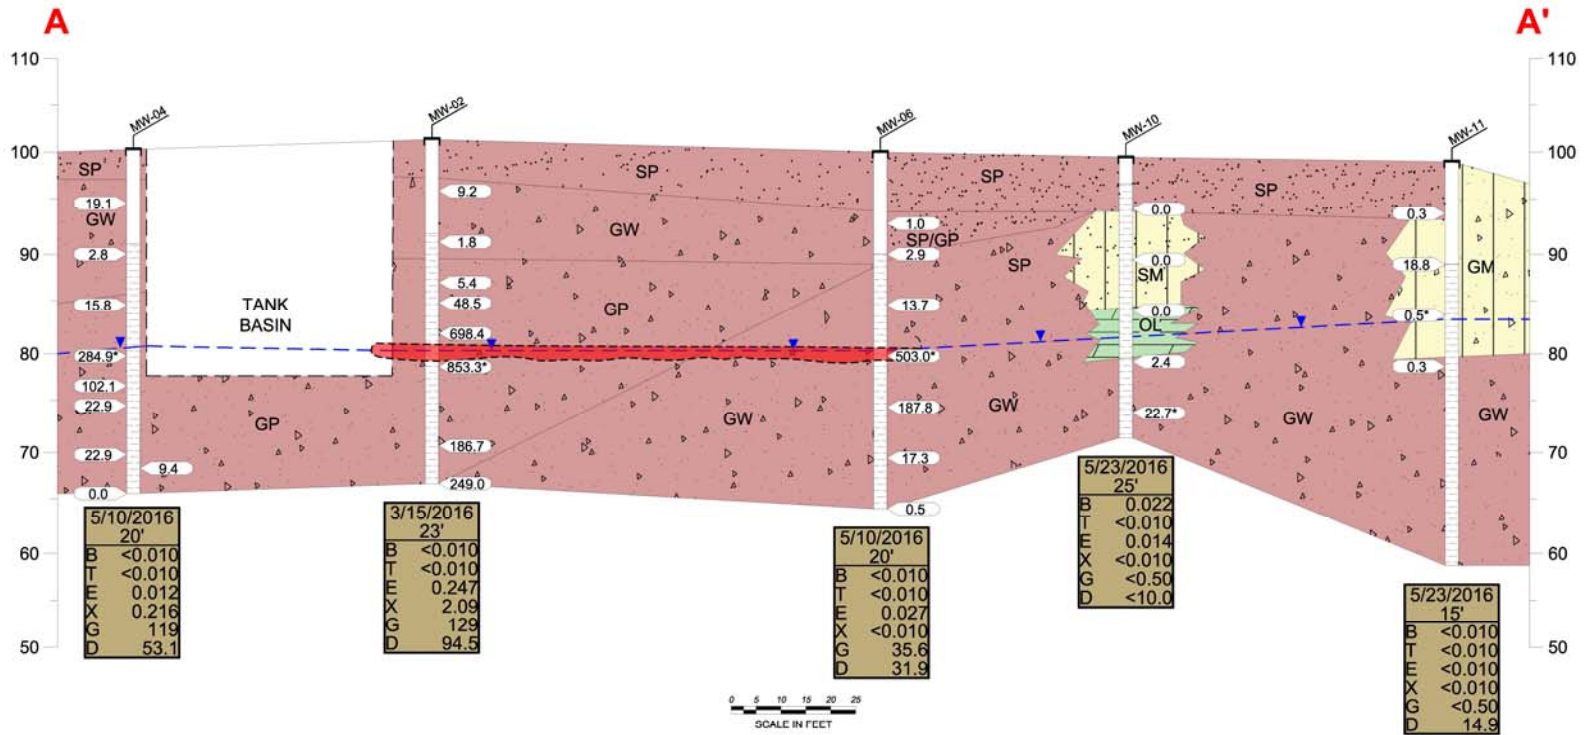 A
A'
110
110
MW-04
MW-02
MW-06
MW-10
MW-11
100
100
SP
SP
SP
SP
19.1
9.2
1.0
0.0
0.3
GW
GW
SP/GP
2.8
1.8
2.9
0.0
18.8
90
90
SP
SM
GM
15.8
5.4
48.5
GP
13.7
0.0
0.5*
TANK
BASIN
698.4
OL
80
80
284.9*
853.3*
503.0*
2.4
0.3
102.1
22.9
187.8
22.7*
GP
GW
GW
GW
GW
70
70
22.9
186.7
17.3
9.4
0.0
249.0
0.5
60
60
50
50
5/10/2016
20'
B <0.010
T <0.010
E 0.012
X 0.216
G 119
D 53.1
3/15/2016
23'
B <0.010
T <0.010
E 0.247
X 2.09
G 129
D 94.5
5/10/2016
20'
B <0.010
T <0.010
E 0.027
X <0.010
G 35.6
D 31.9
5/23/2016
25'
B 0.022
T <0.010
E 0.014
X <0.010
G <0.50
D <10.0
5/23/2016
15'
B <0.010
T <0.010
E <0.010
X <0.010
G <0.50
D 14.9
0 5 10 15 20 25
SCALE IN FEET